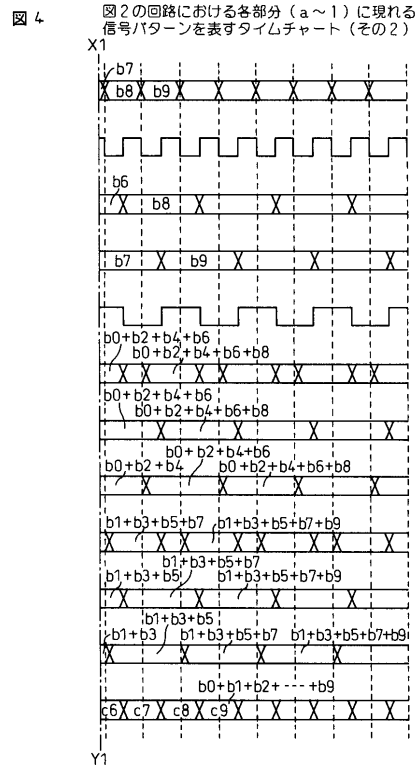 図4
図2の回路における各部分(a〜l)に現れる
信号パターンを表すタイムチャート(その2)
X1
b7
b8 b9
b6
b8
b7 b9
b0+b2+b4+b6
b0+b2+b4+b6+b8
b0+b2+b4+b6
b0+b2+b4+b6+b8
b0+b2+b4+b6
b0+b2+b4 b0+b2+b4+b6+b8
b1+b3+b5+b7 b1+b3+b5+b7+b9
b1+b3+b5+b7
b1+b3+b5 b1+b3+b5+b7+b9
b1+b3+b5
b1+b3 b1+b3+b5+b7 b1+b3+b5+b7+b9
b0+b1+b2+----+b9
c6 c7 c8 c9
Y1